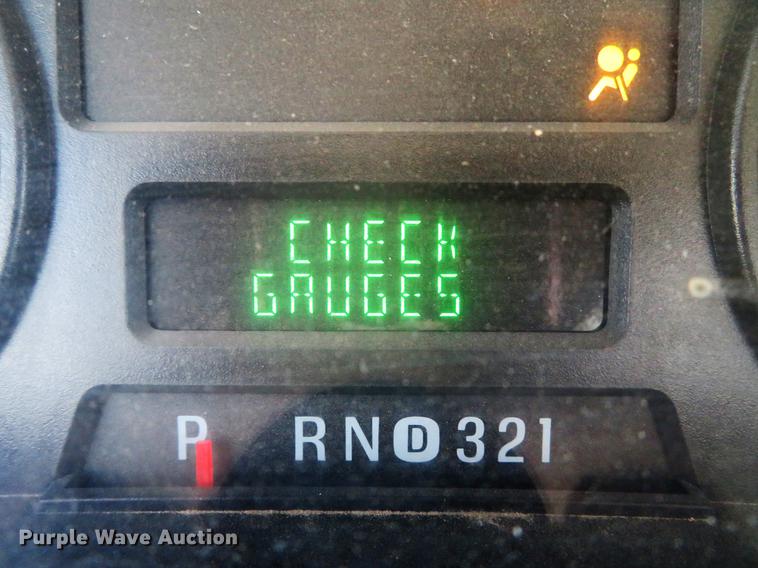 CHECK
GAUGES
P RND321
Purple Wave Auction